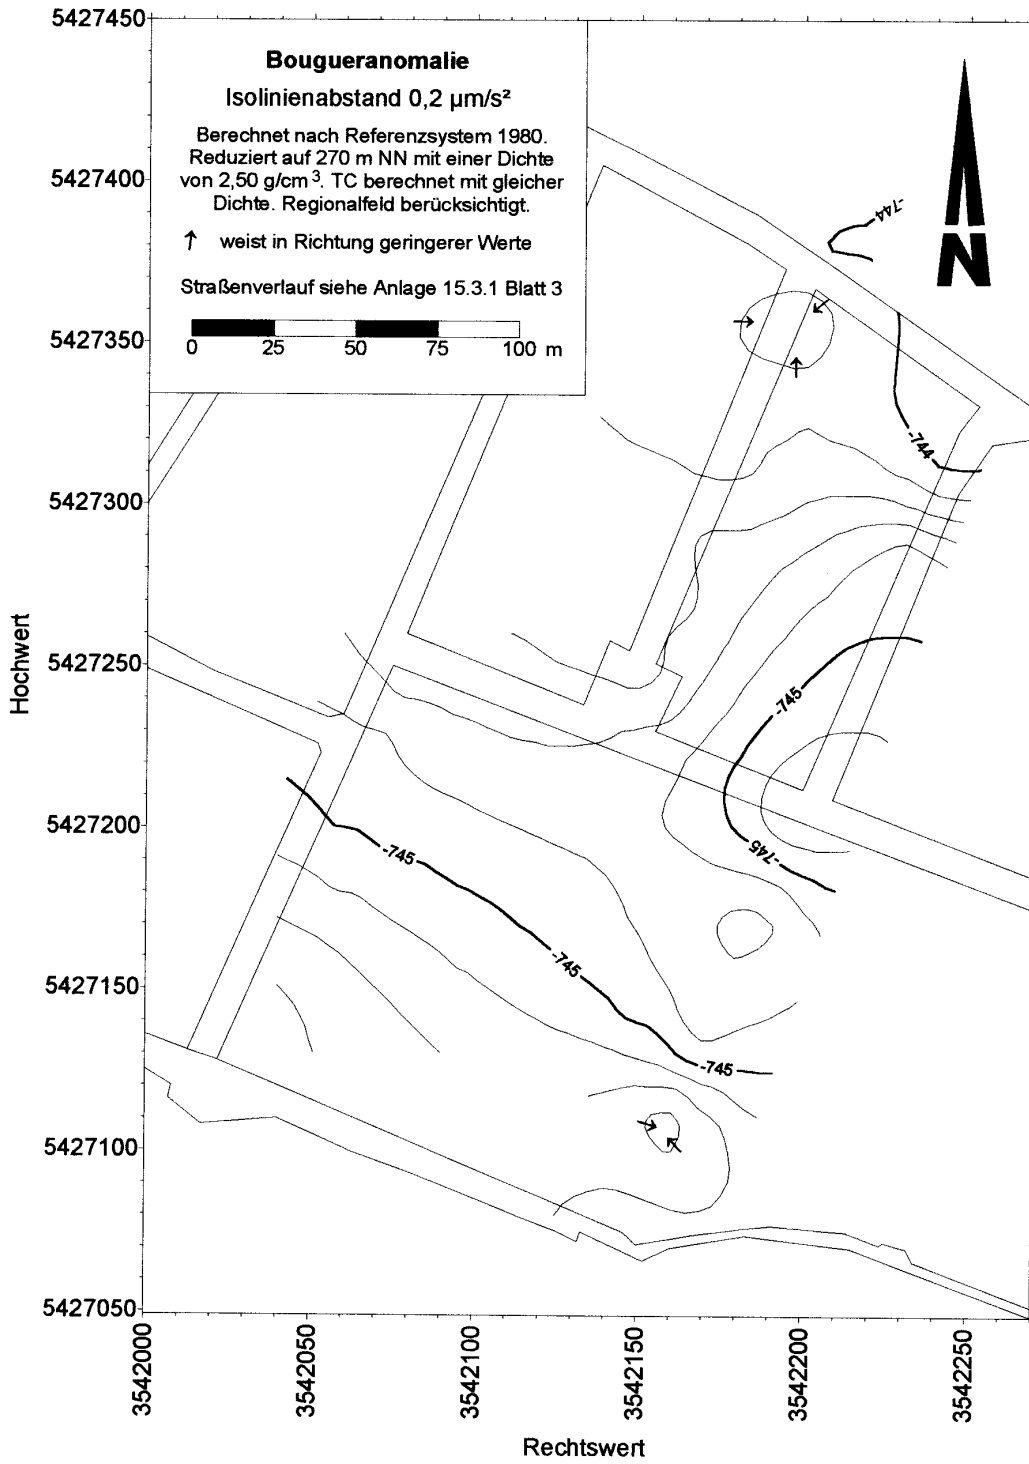 Bougueranomalie
Isolinienabstand 0,2 µm/s²
Berechnet nach Referenzsystem 1980.
Reduziert auf 270 m NN mit einer Dichte
von 2,50 g/cm³. TC berechnet mit gleicher
Dichte. Regionalfeld berücksichtigt.
↑ weist in Richtung geringerer Werte
Straßenverlauf siehe Anlage 15.3.1 Blatt 3
0 25 50 75 100 m
N
-744
-744
-745
-745
-745
-745
-745
Hochwert
5427450
5427400
5427350
5427300
5427250
5427200
5427150
5427100
5427050
3542000
3542050
3542100
3542150
3542200
3542250
Rechtswert